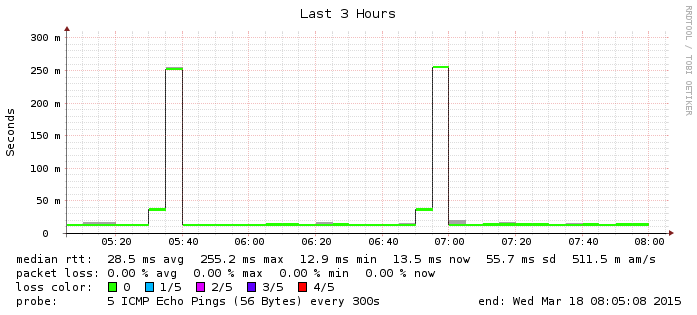 Last 3 Hours
RRDTOOL / TOBI OETIKER
Seconds
300 m
250 m
200 m
150 m
100 m
50 m
0
05:20 05:40 06:00 06:20 06:40 07:00 07:20 07:40 08:00
median rtt: 28.5 ms avg 255.2 ms max 12.9 ms min 13.5 ms now 55.7 ms sd 511.5 m am/s
packet loss: 0.00 % avg 0.00 % max 0.00 % min 0.00 % now
loss color: 0 1/5 2/5 3/5 4/5
probe: 5 ICMP Echo Pings (56 Bytes) every 300s end: Wed Mar 18 08:05:08 2015